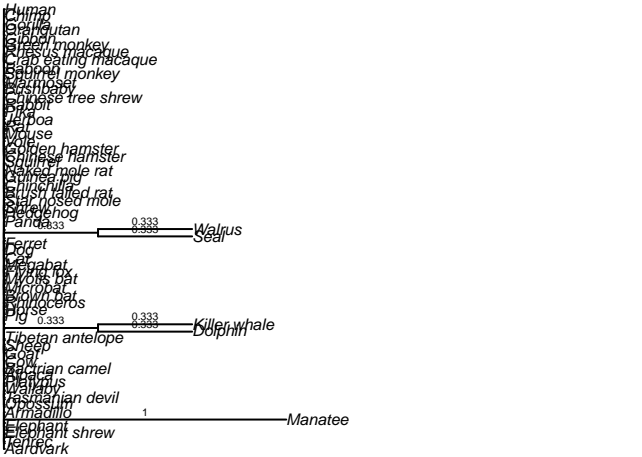 Human
Chimp
Gorilla
Orangutan
Gibbon
Green monkey
Rhesus macaque
Crab eating macaque
Baboon
Squirrel monkey
Marmoset
Bushbaby
Chinese tree shrew
Rabbit
Pika
Jerboa
Rat
Mouse
Vole
Golden hamster
Chinese hamster
Squirrel
Naked mole rat
Guinea pig
Chinchilla
Brush tailed rat
Star nosed mole
Shrew
Hedgehog
Panda
0.333
0.333
Walrus
0.333
Seal
Ferret
Dog
Cat
Megabat
Flying fox
Myotis bat
Microbat
Brown bat
Rhinoceros
Horse
Pig
0.333
0.333
Killer whale
0.333
Dolphin
Tibetan antelope
Sheep
Goat
Cow
Bactrian camel
Alpaca
Platypus
Wallaby
Tasmanian devil
Opossum
Armadillo
1
Manatee
Elephant
Elephant shrew
Tenrec
Aardvark